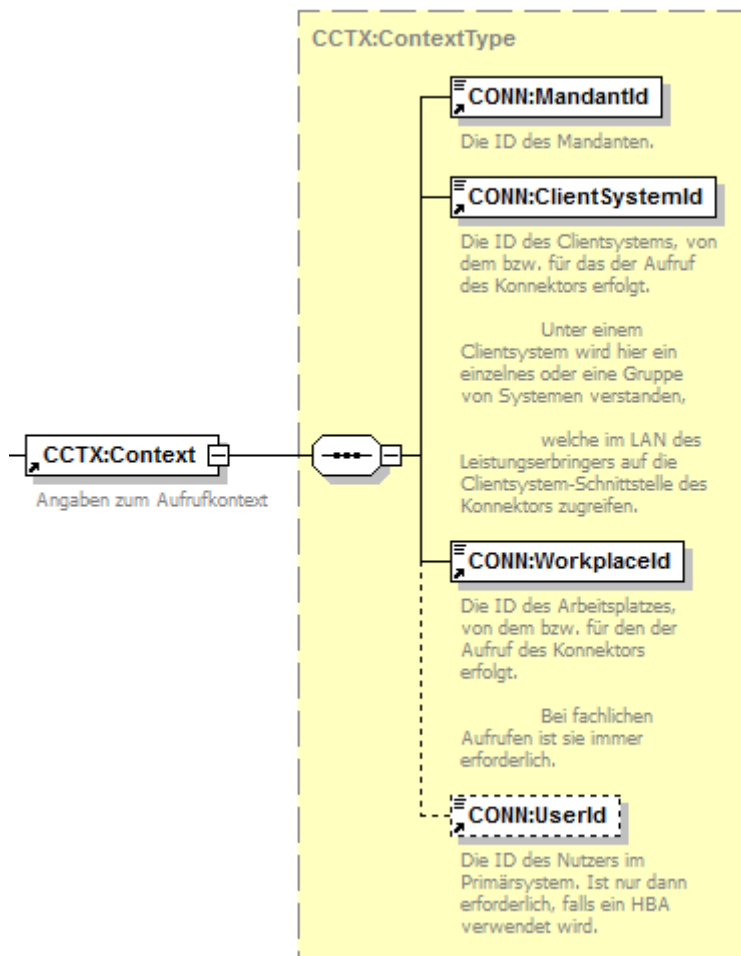 CCTX:ContextType
CONN:MandantId
Die ID des Mandanten.
CONN:ClientSystemId
Die ID des Clientsystems, von
dem bzw. für das der Aufruf
des Konnektors erfolgt.
Unter einem
Clientsystem wird hier ein
einzelnes oder eine Gruppe
von Systemen verstanden,
welche im LAN des
Leistungserbringers auf die
Clientsystem-Schnittstelle des
Konnektors zugreifen.
CCTX:Context
Angaben zum Aufrufkontext
CONN:WorkplaceId
Die ID des Arbeitsplatzes,
von dem bzw. für den der
Aufruf des Konnektors
erfolgt.
Bei fachlichen
Aufrufen ist sie immer
erforderlich.
CONN:UserId
Die ID des Nutzers im
Primärsystem. Ist nur dann
erforderlich, falls ein HBA
verwendet wird.